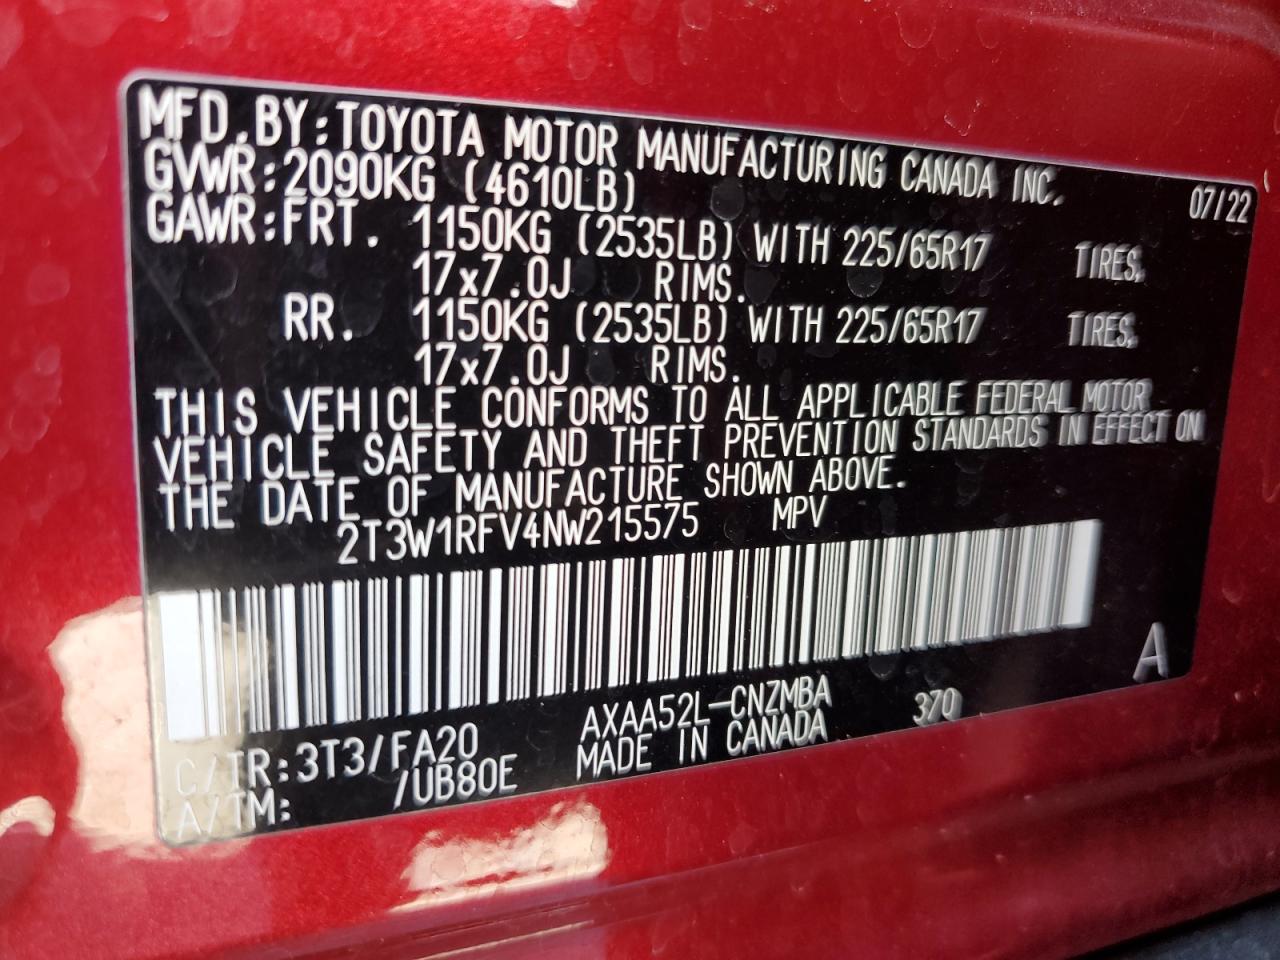 MFD.BY:TOYOTA MOTOR MANUFACTURING CANADA INC. 07/22
GVWR:2090KG (4610LB)
GAWR:FRT. 1150KG (2535LB) WITH 225/65R17 TIRES,
17x7.0J RIMS.
RR. 1150KG (2535LB) WITH 225/65R17 TIRES,
17x7.0J RIMS.
THIS VEHICLE CONFORMS TO ALL APPLICABLE FEDERAL MOTOR
VEHICLE SAFETY AND THEFT PREVENTION STANDARDS IN EFFECT ON
THE DATE OF MANUFACTURE SHOWN ABOVE.
2T3W1RFV4NW215575 MPV
A
C/TR:3T3/FA20 AXAA52L-CNZMBA 370
A/TM: /UB80E MADE IN CANADA